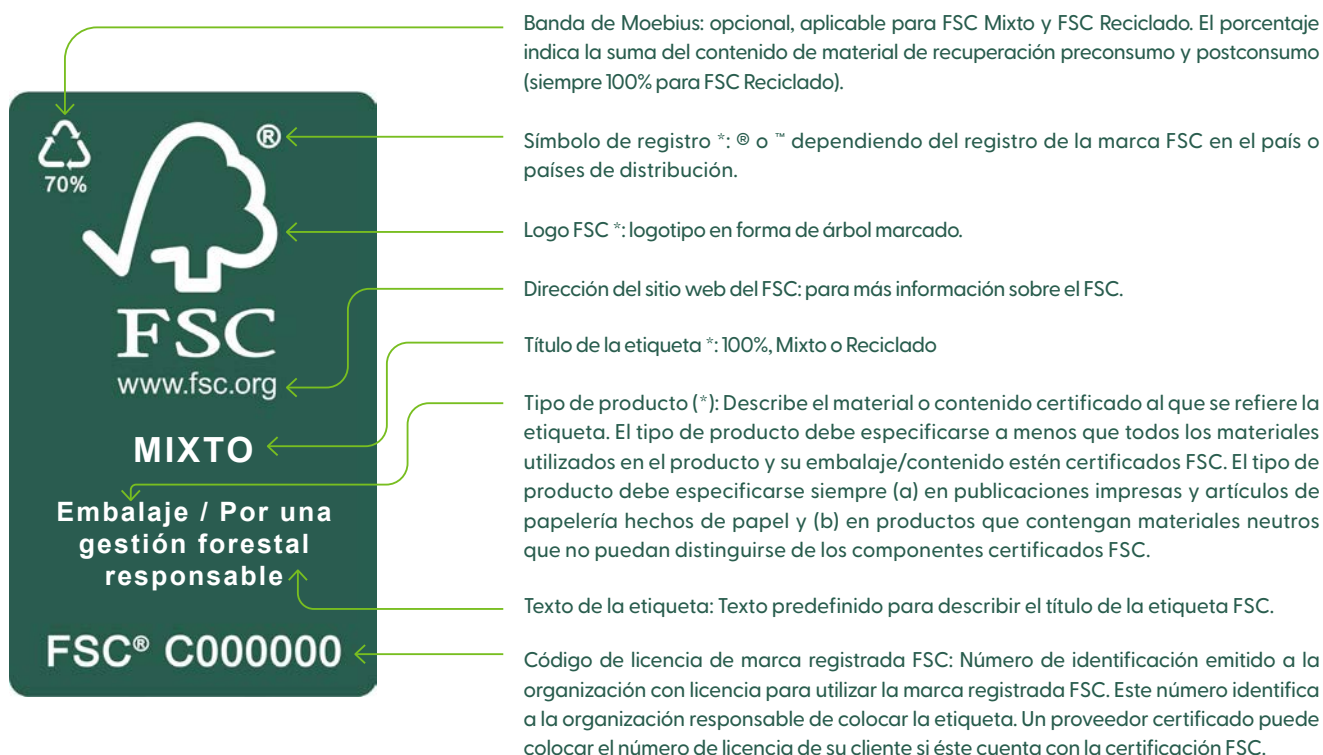 Banda de Moebius: opcional, aplicable para FSC Mixto y FSC Reciclado. El porcentaje
indica la suma del contenido de material de recuperación preconsumo y postconsumo
(siempre 100% para FSC Reciclado).
Símbolo de registro *: ® o ™ dependiendo del registro de la marca FSC en el país o
países de distribución.
Logo FSC *: logotipo en forma de árbol marcado.
Dirección del sitio web del FSC: para más información sobre el FSC.
Título de la etiqueta *: 100%, Mixto o Reciclado
Tipo de producto (*): Describe el material o contenido certificado al que se refiere la
etiqueta. El tipo de producto debe especificarse a menos que todos los materiales
utilizados en el producto y su embalaje/contenido estén certificados FSC. El tipo de
producto debe especificarse siempre (a) en publicaciones impresas y artículos de
papelería hechos de papel y (b) en productos que contengan materiales neutros
que no puedan distinguirse de los componentes certificados FSC.
Texto de la etiqueta: Texto predefinido para describir el título de la etiqueta FSC.
Código de licencia de marca registrada FSC: Número de identificación emitido a la
organización con licencia para utilizar la marca registrada FSC. Este número identifica
a la organización responsable de colocar la etiqueta. Un proveedor certificado puede
colocar el número de licencia de su cliente si éste cuenta con la certificación FSC.
®
70%
FSC
www.fsc.org
MIXTO
Embalaje / Por una
gestión forestal
responsable
FSC® C000000